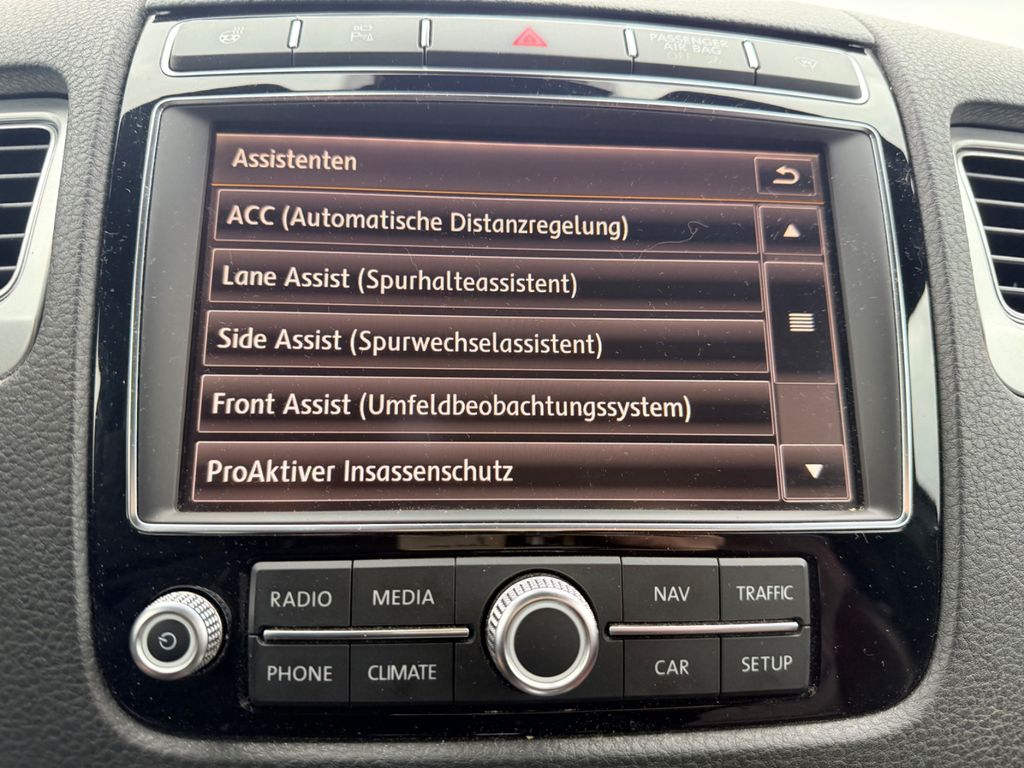 P
PASSENGER
AIR BAG
OFF
Assistenten
ACC (Automatische Distanzregelung)
Lane Assist (Spurhalteassistent)
Side Assist (Spurwechselassistent)
Front Assist (Umfeldbeobachtungssystem)
ProAktiver Insassenschutz
RADIO
MEDIA
NAV
TRAFFIC
PHONE
CLIMATE
CAR
SETUP